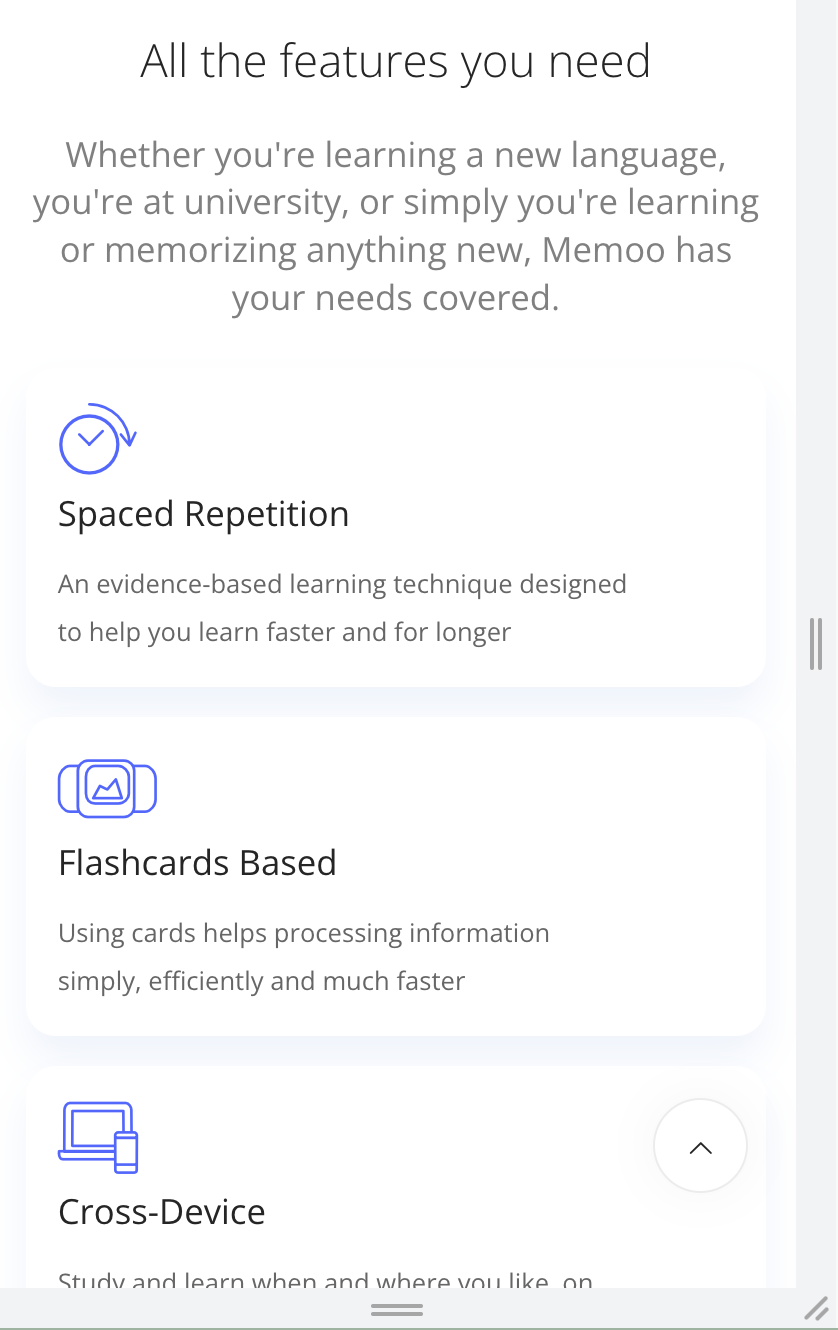 All the features you need
Whether you're learning a new language,
you're at university, or simply you're learning
or memorizing anything new, Memoo has
your needs covered.
Spaced Repetition
An evidence-based learning technique designed
to help you learn faster and for longer
Flashcards Based
Using cards helps processing information
simply, efficiently and much faster
Cross-Device
Study and learn when and where you like, on